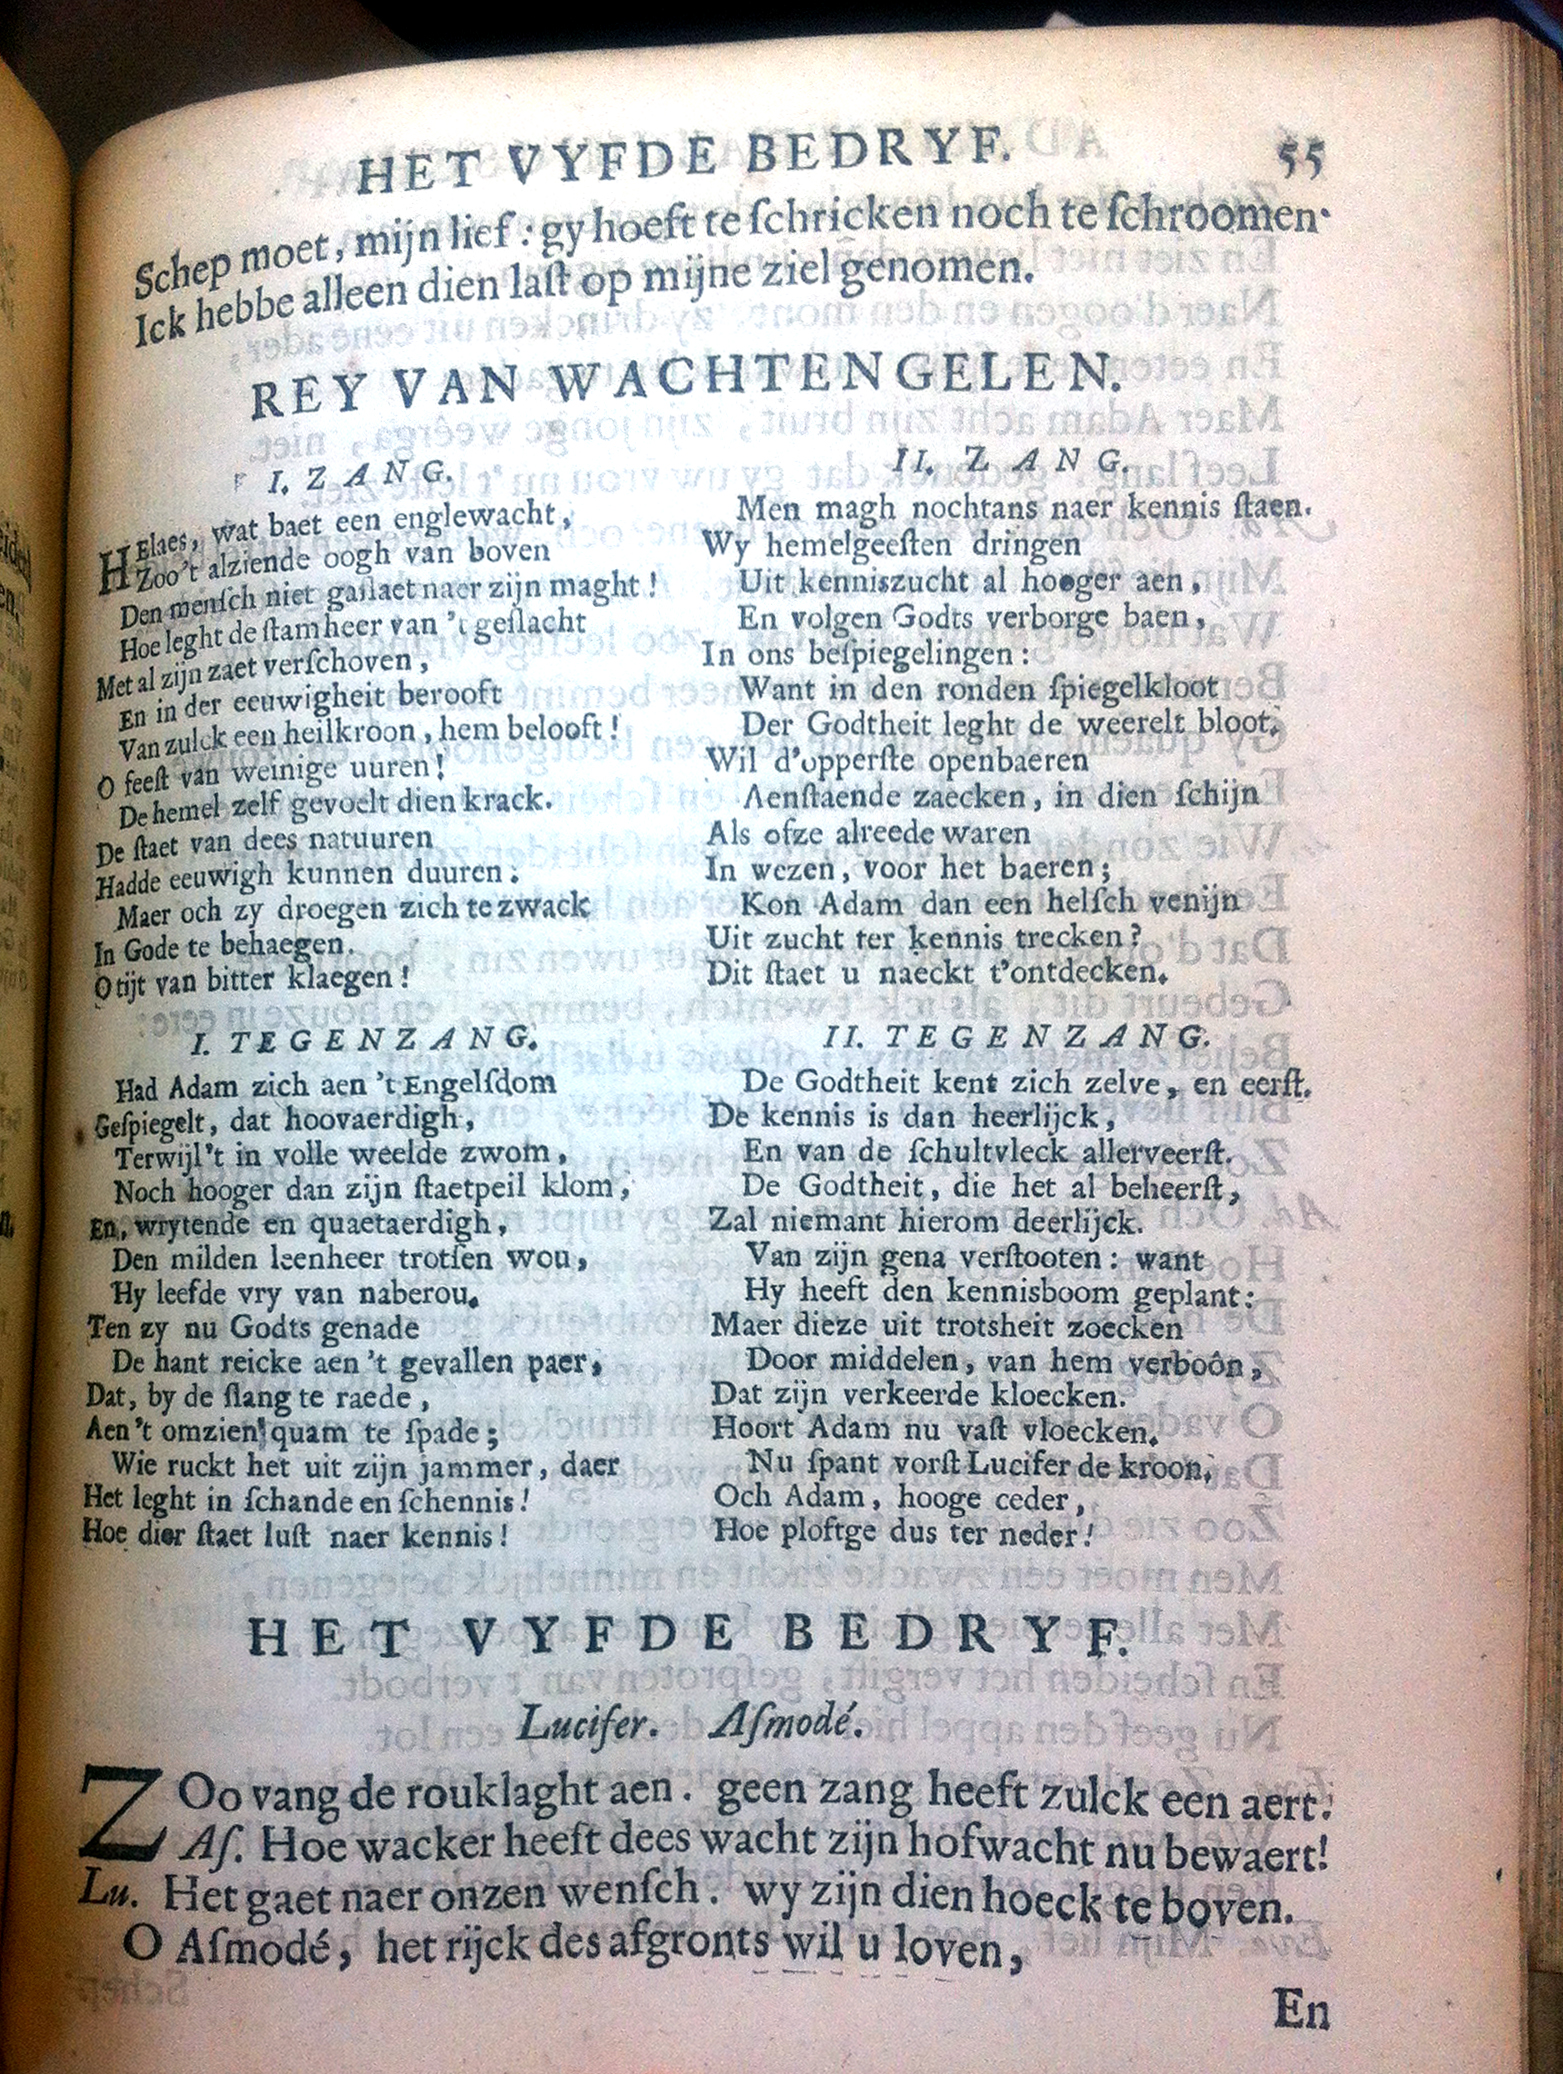 HET VYFDE BEDRYF. 55
Schep moet, mijn lief: gy hoeft te ſchricken noch te ſchroomen.
Ick hebbe alleen dien laſt op mijne ziel genomen.
REY VAN WACHTENGELEN.
I. ZANG.
HElaes, wat baet een englewacht,
Zoo't alziende oogh van boven
Den menſch niet gaſlaet naer zijn maght!
Hoe leght de ſtamheer van 't geſlacht
Met al zijn zaet verſchoven,
En in der eeuwigheit berooft
Van zulck een heilkroon, hem belooft!
O feeſt van weinige uuren!
De hemel zelf gevoelt dien krack.
De ſtaet van dees natuuren
Hadde eeuwigh kunnen duuren:
Maer och zy droegen zich te zwack
In Gode te behaegen.
O tijt van bitter klaegen!
I. TEGENZANG.
Had Adam zich aen 't Engelſdom
Geſpiegelt, dat hoovaerdigh,
Terwijl't in volle weelde zwom,
Noch hooger dan zijn ſtaetpeil klom,
En, wrytende en quaetaerdigh,
Den milden leenheer trotſen wou,
Hy leefde vry van naberou.
Ten zy nu Godts genade
De hant reicke aen 't gevallen paer,
Dat, by de ſlang te raede,
Aen 't omzien quam te ſpade;
Wie ruckt het uit zijn jammer, daer
Het leght in ſchande en ſchennis!
Hoe dier ſtaet luſt naer kennis!
II. ZANG.
Men magh nochtans naer kennis ſtaen.
Wy hemelgeeſten dringen
Uit kenniszucht al hooger aen,
En volgen Godts verborge baen,
In ons beſpiegelingen:
Want in den ronden ſpiegelkloot
Der Godtheit leght de weerelt bloot.
Wil d'opperſte openbaeren
Aenſtaende zaecken, in dien ſchijn
Als ofze alreede waren
In wezen, voor het baeren;
Kon Adam dan een helſch venijn
Uit zucht ter kennis trecken?
Dit ſtaet u naeckt t'ontdecken.
II. TEGENZANG.
De Godtheit kent zich zelve, en eerſt.
De kennis is dan heerlijck,
En van de ſchultvleck allerveerſt.
De Godtheit, die het al beheerſt,
Zal niemant hierom deerlijck.
Van zijn gena verſtooten: want
Hy heeft den kennisboom geplant:
Maer dieze uit trotsheit zoecken
Door middelen, van hem verboôn,
Dat zijn verkeerde kloecken.
Hoort Adam nu vaſt vloecken.
Nu ſpant vorſt Lucifer de kroon.
Och Adam, hooge ceder,
Hoe ploftge dus ter neder!
HET VYFDE BEDRYF.
Lucifer. Aſmodé.
ZOo vang de rouklaght aen. geen zang heeft zulck een aert.
Aſ. Hoe wacker heeft dees wacht zijn hofwacht nu bewaert!
Lu. Het gaet naer onzen wenſch. wy zijn dien hoeck te boven.
O Aſmodé, het rijck des afgronts wil u loven,
En